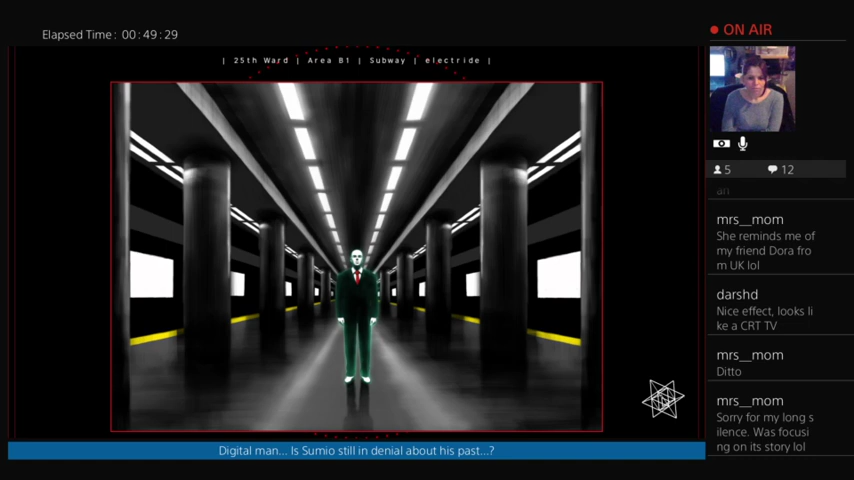 Elapsed Time: 00:49:29
ON AIR
| 25th Ward | Area B1 | Subway | electride |
5
12
an
mrs__mom
She reminds me of
my friend Dora fro
m UK lol
darshd
Nice effect, looks li
ke a CRT TV
mrs__mom
Ditto
mrs__mom
Sorry for my long s
ilence. Was focusi
ng on its story lol
Digital man... Is Sumio still in denial about his past...?